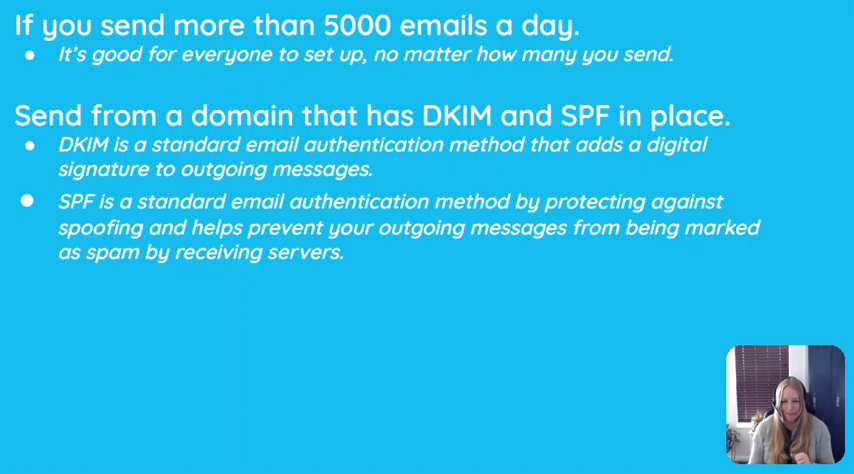 If you send more than 5000 emails a day.
• It's good for everyone to set up, no matter how many you send.
Send from a domain that has DKIM and SPF in place.
• DKIM is a standard email authentication method that adds a digital
signature to outgoing messages.
• SPF is a standard email authentication method by protecting against
spoofing and helps prevent your outgoing messages from being marked
as spam by receiving servers.